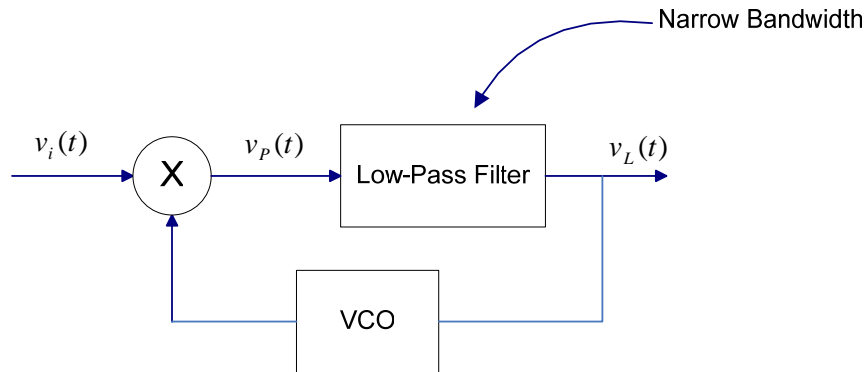 Narrow Bandwidth
v_i(t)
v_P(t)
v_L(t)
X
Low-Pass Filter
VCO